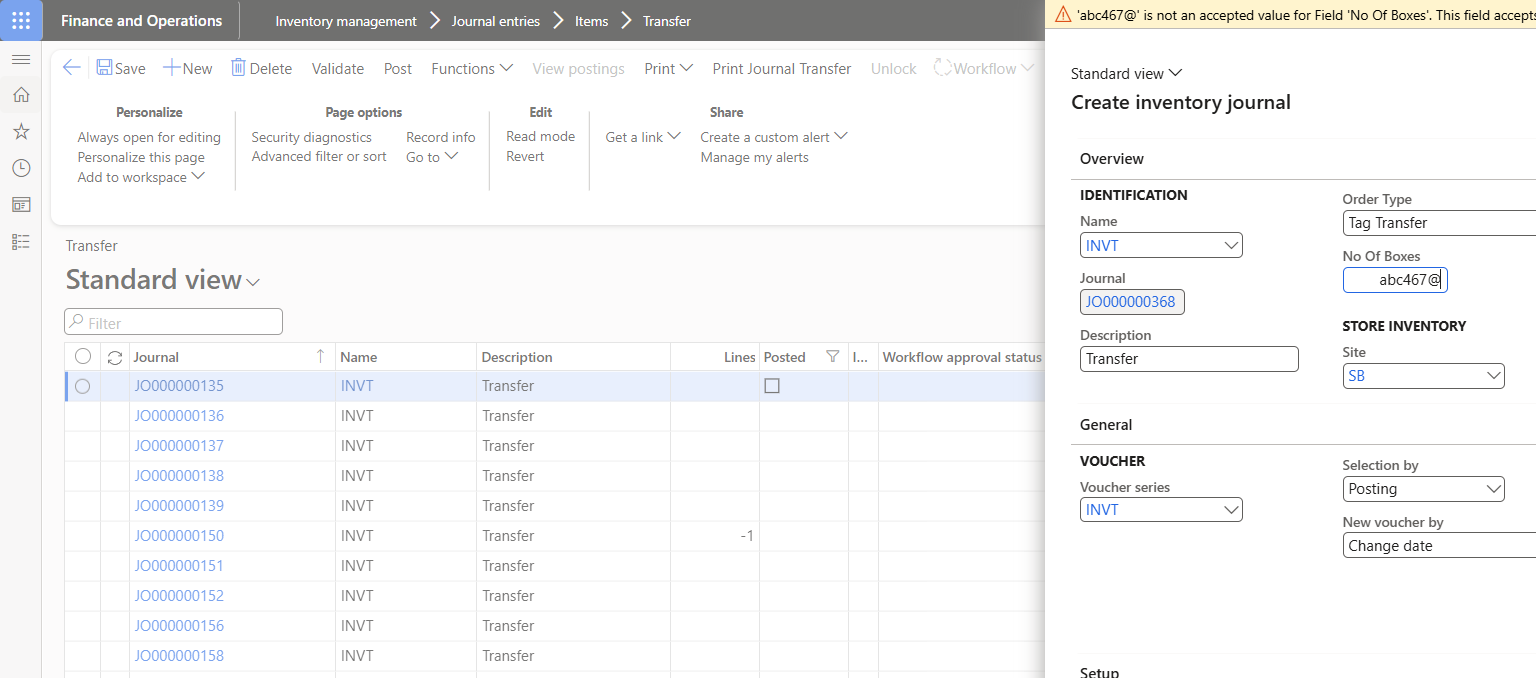 Finance and Operations Inventory management Journal entries Items Transfer
Save New Delete Validate Post Functions View postings Print Print Journal Transfer Unlock Workflow
Personalize
Always open for editing
Personalize this page
Add to workspace
Page options
Security diagnostics Record info
Advanced filter or sort Go to
Edit
Read mode
Revert
Share
Get a link Create a custom alert
Manage my alerts
Transfer
Standard view
Filter
Journal Name Description Lines Posted I... Workflow approval status
JO000000135 INVT Transfer
JO000000136 INVT Transfer
JO000000137 INVT Transfer
JO000000138 INVT Transfer
JO000000139 INVT Transfer
JO000000150 INVT Transfer -1
JO000000151 INVT Transfer
JO000000152 INVT Transfer
JO000000156 INVT Transfer
JO000000158 INVT Transfer
'abc467@' is not an accepted value for Field 'No Of Boxes'. This field accepts
Standard view
Create inventory journal
Overview
IDENTIFICATION
Name
INVT
Journal
JO000000368
Description
Transfer
Order Type
Tag Transfer
No Of Boxes
abc467@
STORE INVENTORY
Site
SB
General
VOUCHER
Voucher series
INVT
Selection by
Posting
New voucher by
Change date
Setup